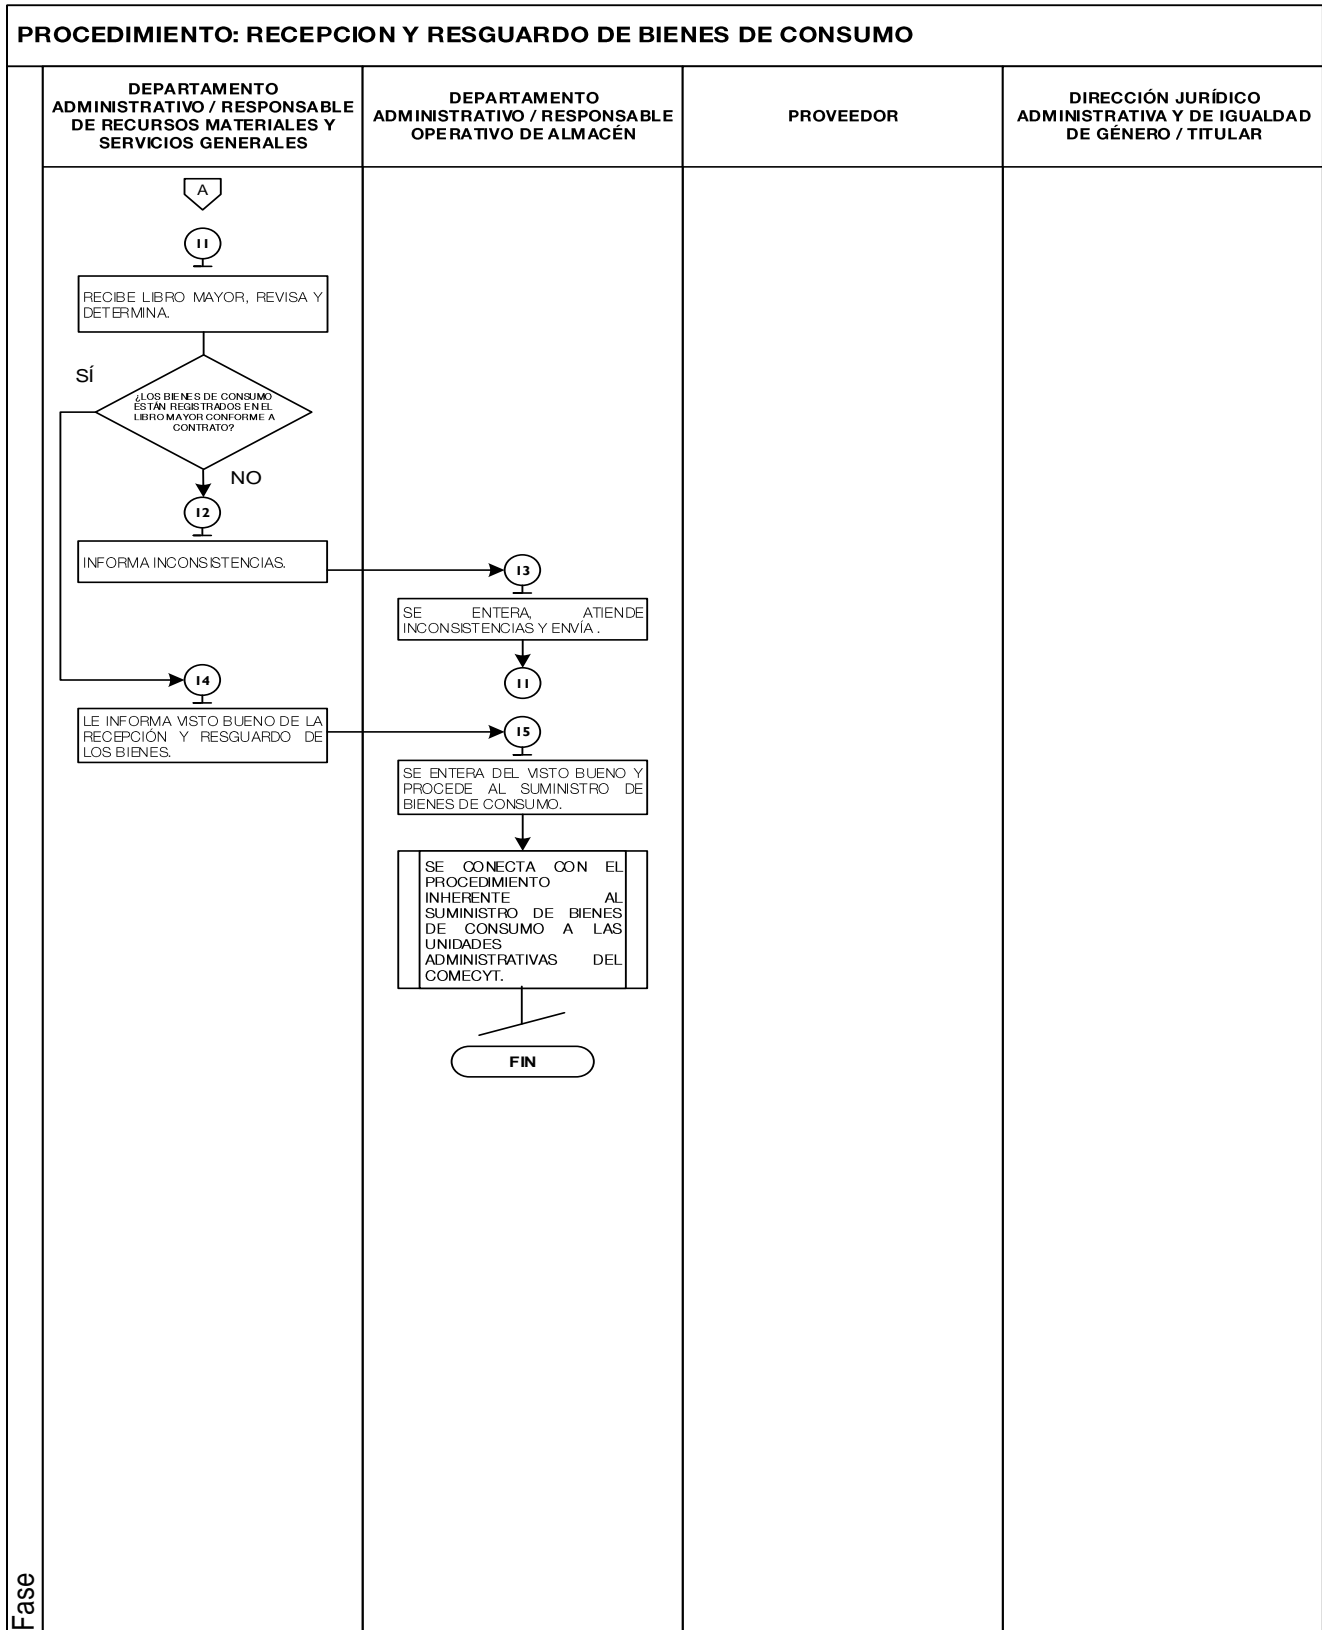 PROCEDIMIENTO: RECEPCION Y RESGUARDO DE BIENES DE CONSUMO
DEPARTAMENTO
ADMINISTRATIVO / RESPONSABLE
DE RECURSOS MATERIALES Y
SERVICIOS GENERALES
DEPARTAMENTO
ADMINISTRATIVO / RESPONSABLE
OPERATIVO DE ALMACÉN
PROVEEDOR
DIRECCIÓN JURÍDICO
ADMINISTRATIVA Y DE IGUALDAD
DE GÉNERO / TITULAR
A
11
RECIBE LIBRO MAYOR, REVISA Y
DETERMINA.
SÍ
¿LOS BIENES DE CONSUMO
ESTÁN REGISTRADOS EN EL
LIBRO MAYOR CONFORME A
CONTRATO?
NO
12
INFORMA INCONSISTENCIAS.
13
SE ENTERA, ATIENDE
INCONSISTENCIAS Y ENVÍA .
11
14
LE INFORMA VISTO BUENO DE LA
RECEPCIÓN Y RESGUARDO DE
LOS BIENES.
15
SE ENTERA DEL VISTO BUENO Y
PROCEDE AL SUMINISTRO DE
BIENES DE CONSUMO.
SE CONECTA CON EL
PROCEDIMIENTO
INHERENTE AL
SUMINISTRO DE BIENES
DE CONSUMO A LAS
UNIDADES
ADMINISTRATIVAS DEL
COMECYT.
FIN
Fase